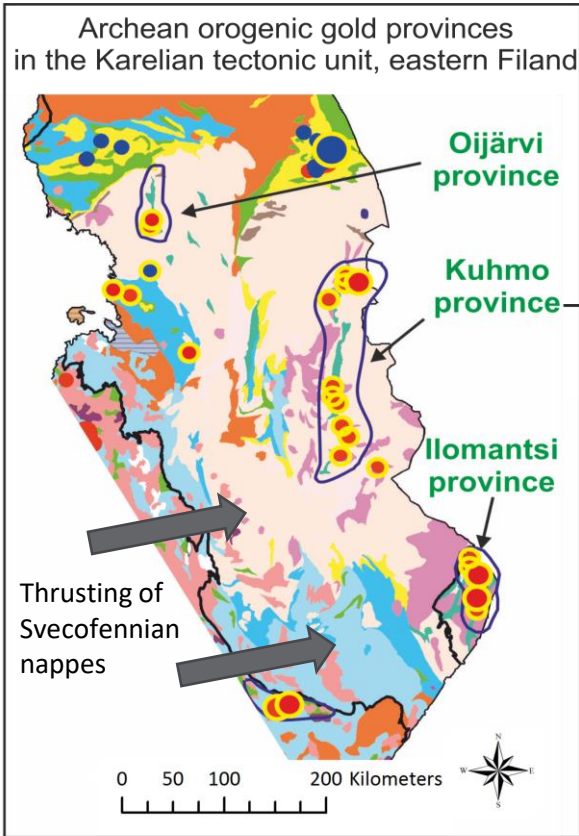 Archean orogenic gold provinces
in the Karelian tectonic unit, eastern Filand
Oijärvi
province
Kuhmo
province
Ilomantsi
province
Thrusting of
Svecofennian
nappes
0 50 100 200 Kilometers
N
W E
S